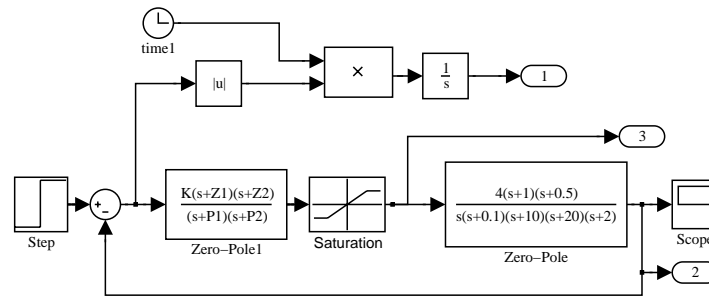 time1
|u|
×
1
s
1
3
K(s+Z1)(s+Z2)
(s+P1)(s+P2)
4(s+1)(s+0.5)
s(s+0.1)(s+10)(s+20)(s+2)
+
−
Step
Zero−Pole1
Saturation
Zero−Pole
Scope
2